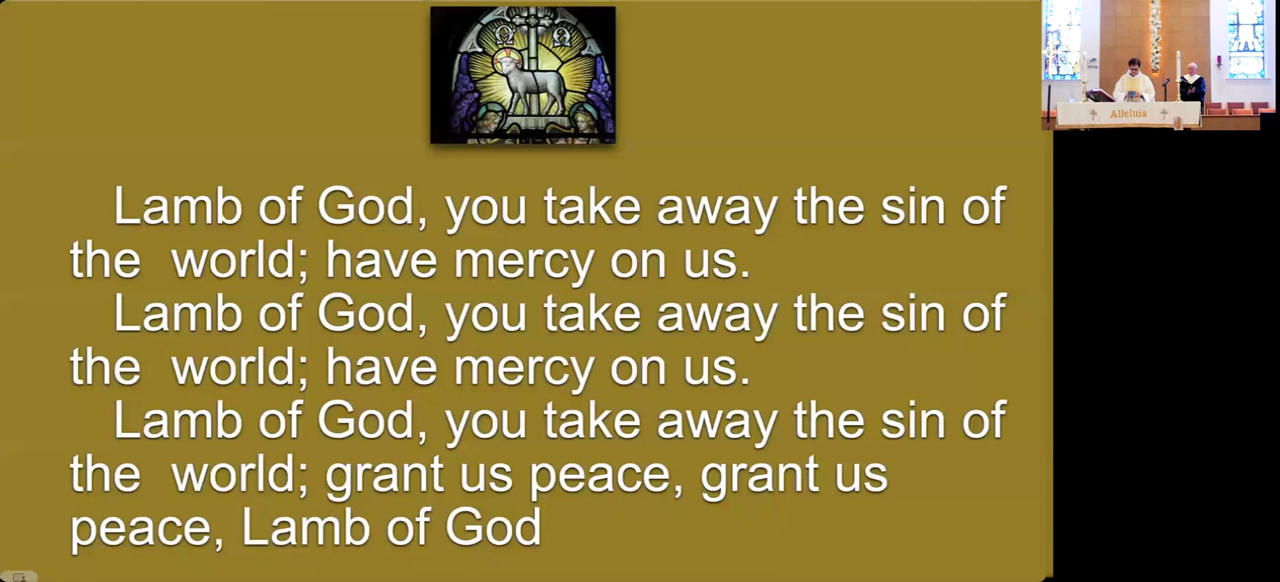 Alleluia
Lamb of God, you take away the sin of
the  world; have mercy on us.
Lamb of God, you take away the sin of
the  world; have mercy on us.
Lamb of God, you take away the sin of
the  world; grant us peace, grant us
peace, Lamb of God